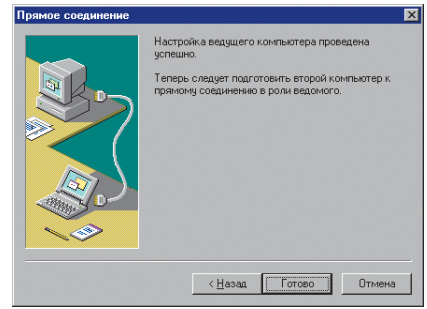 Прямое соединение
Настройка ведущего компьютера проведена
успешно.
Теперь следует подготовить второй компьютер к
прямому соединению в роли ведомого.
< Назад
Готово
Отмена